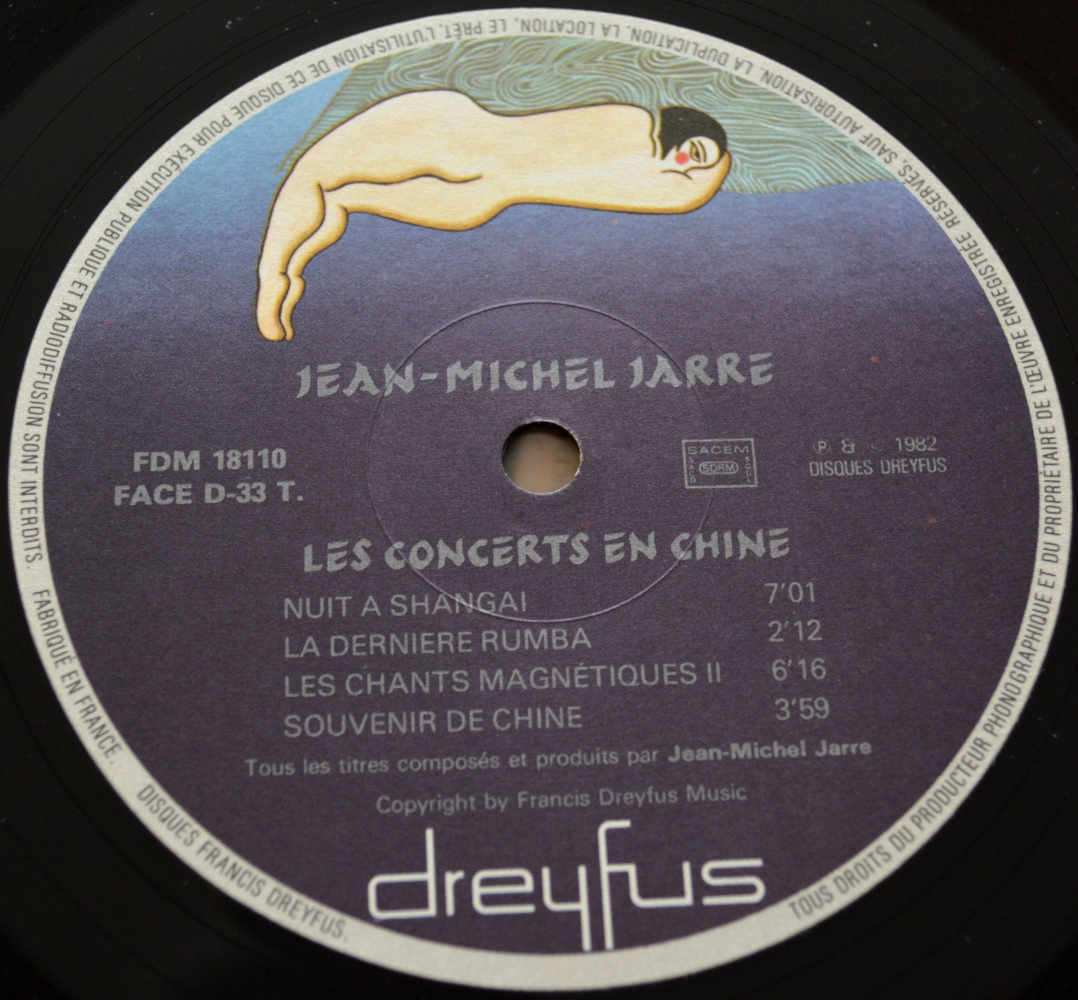 TOUS DROITS DU PRODUCTEUR PHONOGRAPHIQUE ET DU PROPRIÉTAIRE DE L'ŒUVRE ENREGISTRÉE RÉSERVÉS. SAUF AUTORISATION. LA DUPLICATION. LA LOCATION. LE PRÊT. L'UTILISATION DE CE DISQUE POUR EXECUTION PUBLIQUE ET RADIODIFFUSION SONT INTERDITS. FABRIQUÉ EN FRANCE.
JEAN-MICHEL JARRE
FDM 18110
FACE D-33 T.
SACEM
SACD SDRM SGDL
℗ & © 1982
DISQUES DREYFUS
LES CONCERTS EN CHINE
NUIT A SHANGAI 7'01
LA DERNIERE RUMBA 2'12
LES CHANTS MAGNÉTIQUES II 6'16
SOUVENIR DE CHINE 3'59
Tous les titres composés et produits par Jean-Michel Jarre
Copyright by Francis Dreyfus Music
dreyfus
DISQUES FRANCIS DREYFUS.